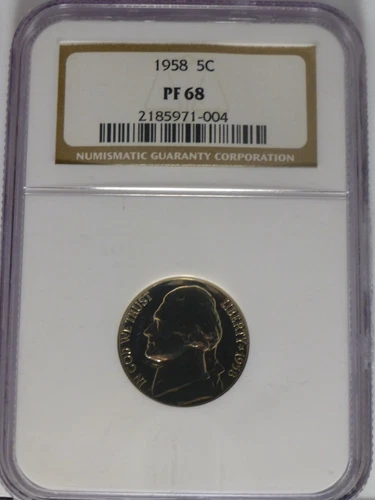 1958 5C
PF 68
2185971-004
NUMISMATIC GUARANTY CORPORATION
IN GOD WE TRUST
LIBERTY ★ 1958